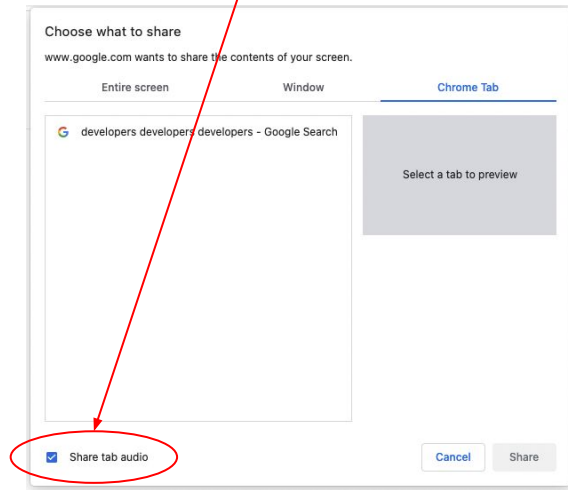 Choose what to share
www.google.com wants to share the contents of your screen.
Entire screen Window Chrome Tab
developers developers developers - Google Search
Select a tab to preview
Share tab audio
Cancel Share